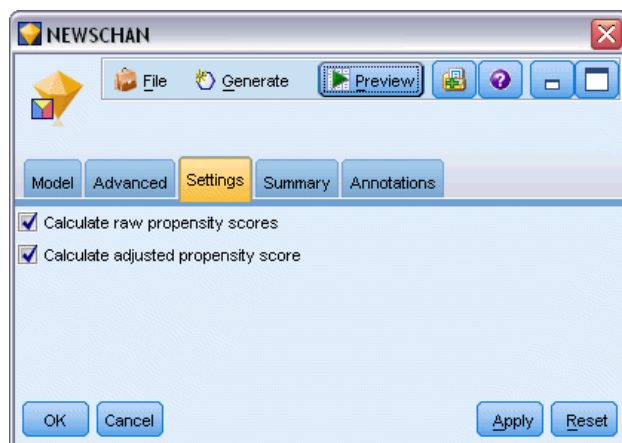 NEWSCHAN
File Generate Preview
Model Advanced Settings Summary Annotations
Calculate raw propensity scores
Calculate adjusted propensity score
OK Cancel Apply Reset